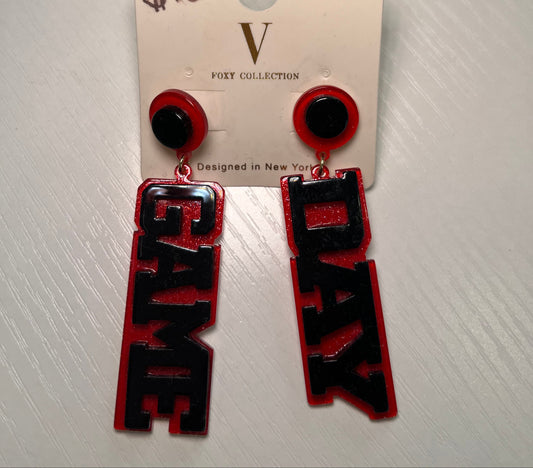 V
FOXY COLLECTION
Designed in New York
GAME
DAY